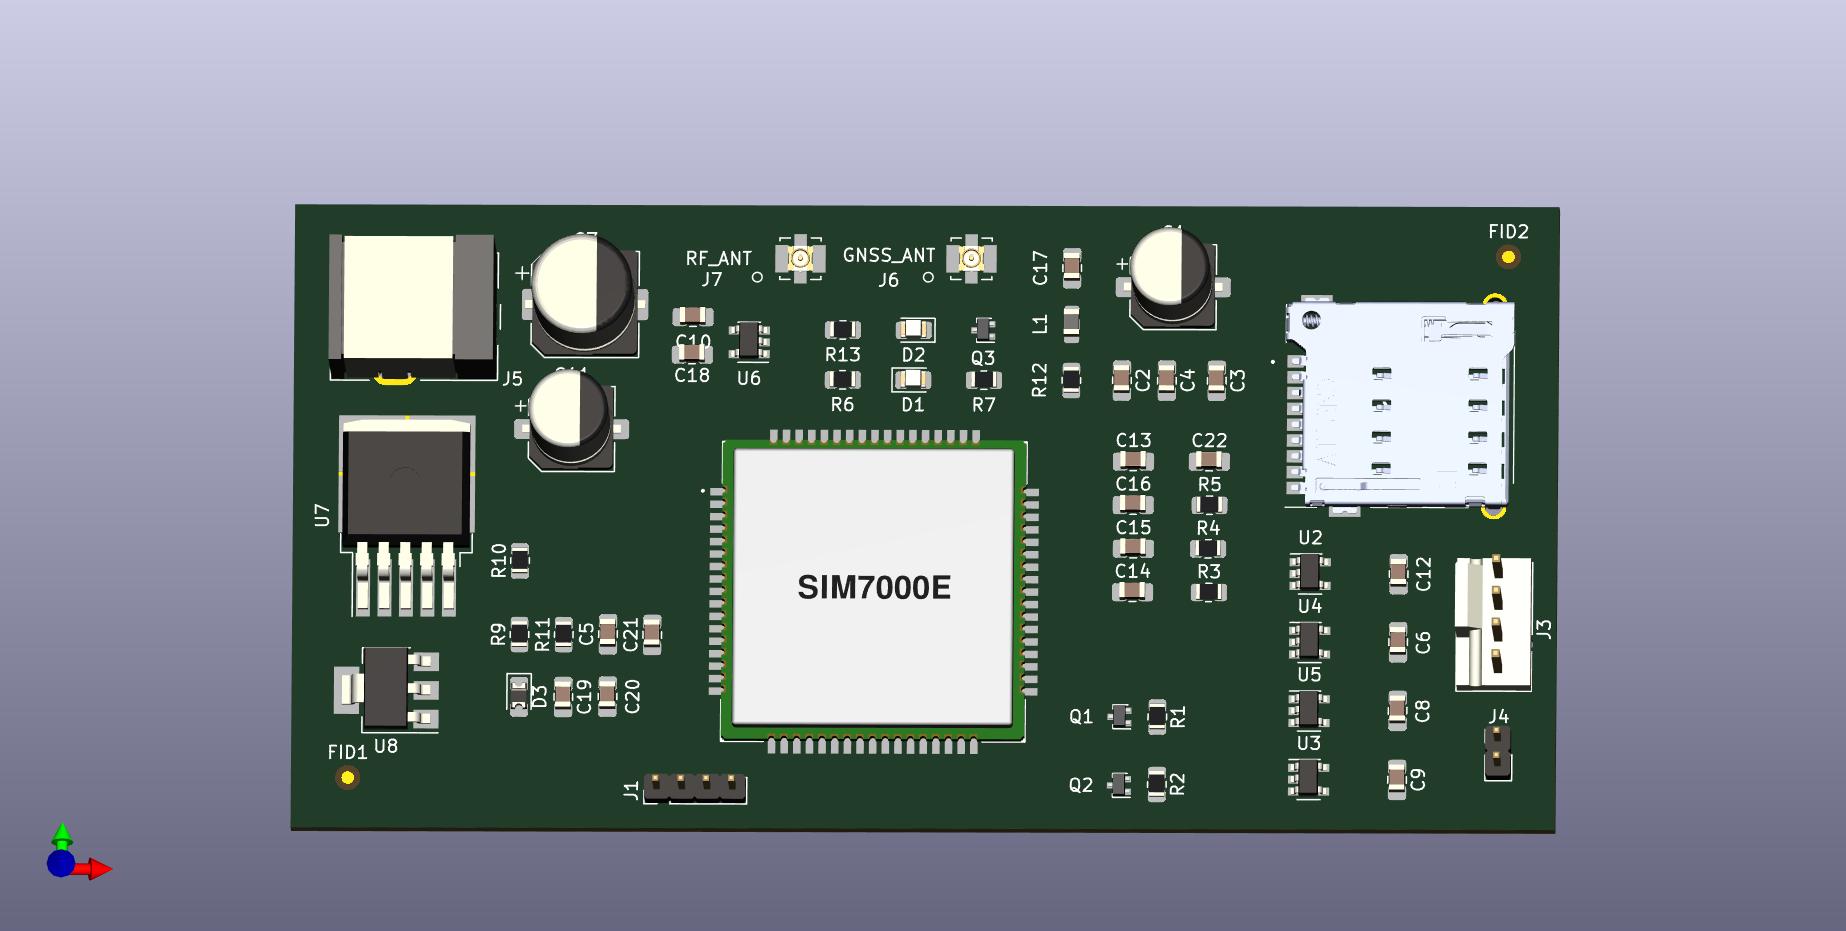 FID2
RF_ANT
J7
GNSS_ANT
J6
C17
+
+
C10
C18
U6
R13
D2
Q3
L1
R6
D1
R7
R12
C2
C4
C3
J5
+
U7
C13
C22
C16
R5
C15
R4
C14
R3
SIM7000E
R10
R9
R11
C5
C21
D3
C19
C20
U2
C12
U4
C6
J3
U5
C8
U3
C9
J4
Q1
R1
Q2
R2
U8
FID1
J1